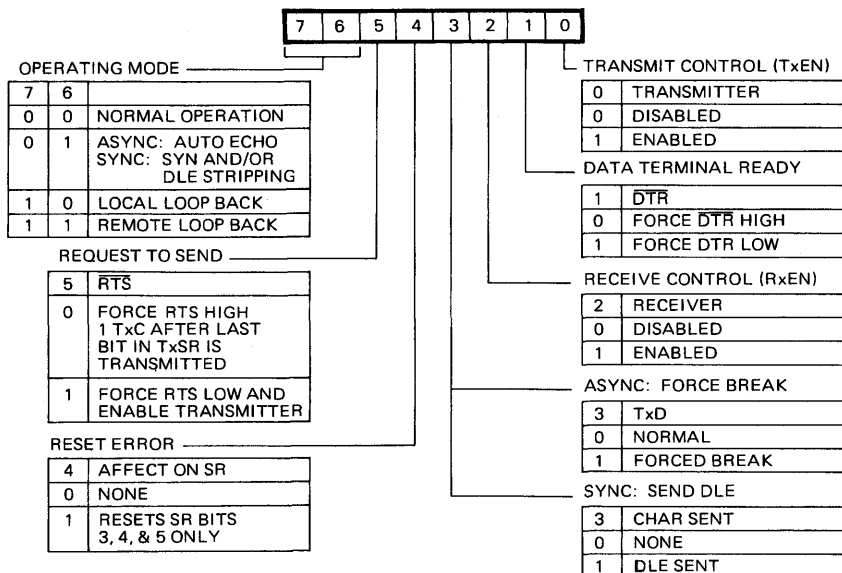 7 6 5 4 3 2 1 0
OPERATING MODE
7 6
0 0 NORMAL OPERATION
0 1 ASYNC: AUTO ECHO
SYNC: SYN AND/OR
DLE STRIPPING
1 0 LOCAL LOOP BACK
1 1 REMOTE LOOP BACK
REQUEST TO SEND
5 RTS
0 FORCE RTS HIGH
1 TxC AFTER LAST
BIT IN TxSR IS
TRANSMITTED
1 FORCE RTS LOW AND
ENABLE TRANSMITTER
RESET ERROR
4 AFFECT ON SR
0 NONE
1 RESETS SR BITS
3, 4, & 5 ONLY
TRANSMIT CONTROL (TxEN)
0 TRANSMITTER
0 DISABLED
1 ENABLED
DATA TERMINAL READY
1 DTR
0 FORCE DTR HIGH
1 FORCE DTR LOW
RECEIVE CONTROL (RxEN)
2 RECEIVER
0 DISABLED
1 ENABLED
ASYNC: FORCE BREAK
3 TxD
0 NORMAL
1 FORCED BREAK
SYNC: SEND DLE
3 CHAR SENT
0 NONE
1 DLE SENT